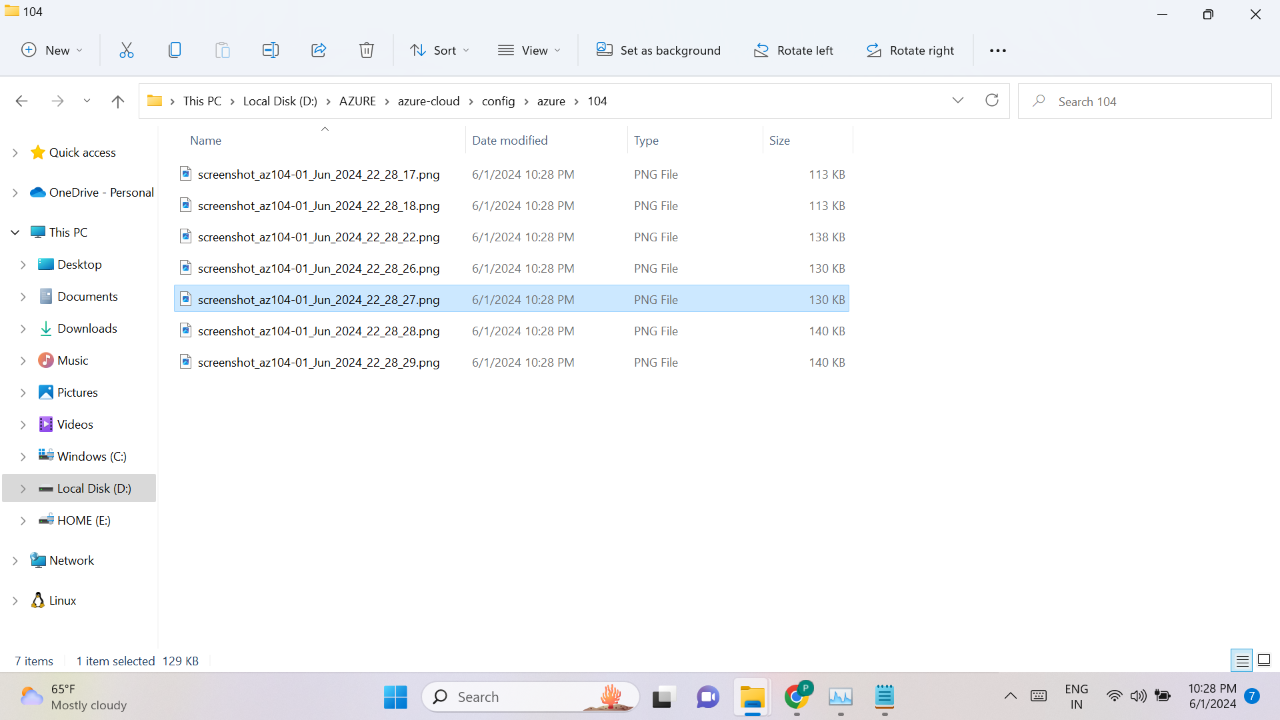 104
New Sort View Set as background Rotate left Rotate right
This PC Local Disk (D:) AZURE azure-cloud config azure 104 Search 104
Name Date modified Type Size
Quick access
OneDrive - Personal
This PC
Desktop
Documents
Downloads
Music
Pictures
Videos
Windows (C:)
Local Disk (D:)
HOME (E:)
Network
Linux
screenshot_az104-01_Jun_2024_22_28_17.png 6/1/2024 10:28 PM PNG File 113 KB
screenshot_az104-01_Jun_2024_22_28_18.png 6/1/2024 10:28 PM PNG File 113 KB
screenshot_az104-01_Jun_2024_22_28_22.png 6/1/2024 10:28 PM PNG File 138 KB
screenshot_az104-01_Jun_2024_22_28_26.png 6/1/2024 10:28 PM PNG File 130 KB
screenshot_az104-01_Jun_2024_22_28_27.png 6/1/2024 10:28 PM PNG File 130 KB
screenshot_az104-01_Jun_2024_22_28_28.png 6/1/2024 10:28 PM PNG File 140 KB
screenshot_az104-01_Jun_2024_22_28_29.png 6/1/2024 10:28 PM PNG File 140 KB
7 items 1 item selected 129 KB
65°F
Mostly cloudy
Search
P
ENG
IN
10:28 PM
6/1/2024
7